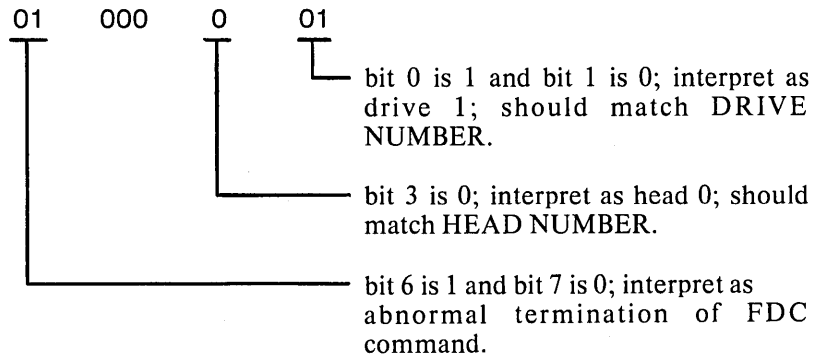 01 000 0 01
bit 0 is 1 and bit 1 is 0; interpret as
drive 1; should match DRIVE
NUMBER.
bit 3 is 0; interpret as head 0; should
match HEAD NUMBER.
bit 6 is 1 and bit 7 is 0; interpret as
abnormal termination of FDC
command.